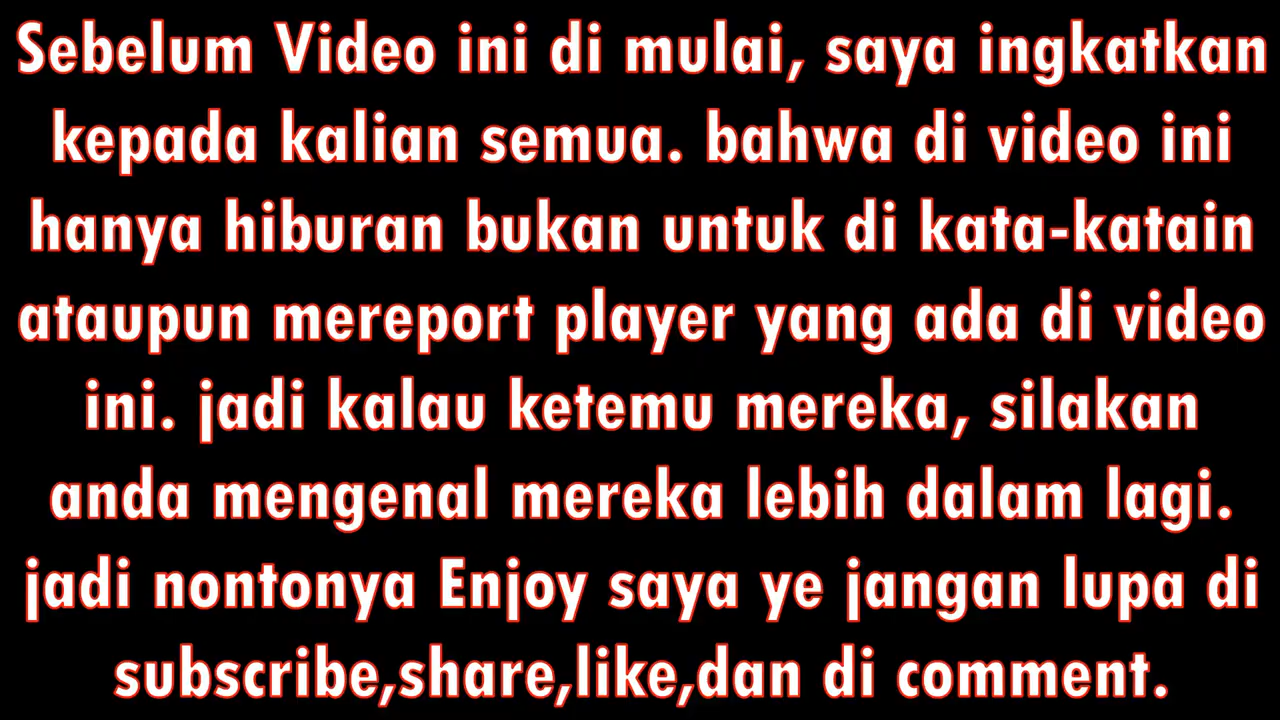 Sebelum Video ini di mulai, saya ingkatkan
kepada kalian semua. bahwa di video ini
hanya hiburan bukan untuk di kata-katain
ataupun mereport player yang ada di video
ini. jadi kalau ketemu mereka, silakan
anda mengenal mereka lebih dalam lagi.
jadi nontonya Enjoy saya ye jangan lupa di
subscribe,share,like,dan di comment.